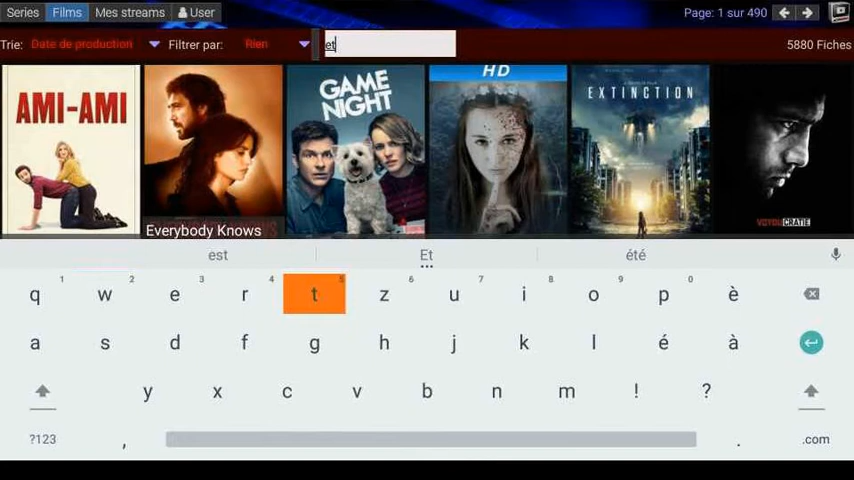 Series Films Mes streams User Page: 1 sur 490
Trie: Date de production Filtrer par: Rien et 5880 Fiches
AMI-AMI
GAME
NIGHT
HD
EXTINCTION
VOYOUCRATIE
Everybody Knows
est Et été
q 1 w 2 e 3 r 4 t 5 z 6 u 7 i 8 o 9 p 0 è
a s d f g h j k l é à
y x c v b n m ! ?
?123 , . .com